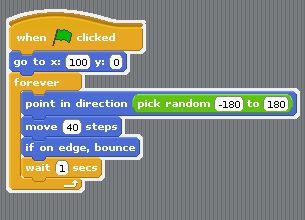 when clicked
go to x: 100 y: 0
forever
point in direction pick random -180 to 180
move 40 steps
if on edge, bounce
wait 1 secs